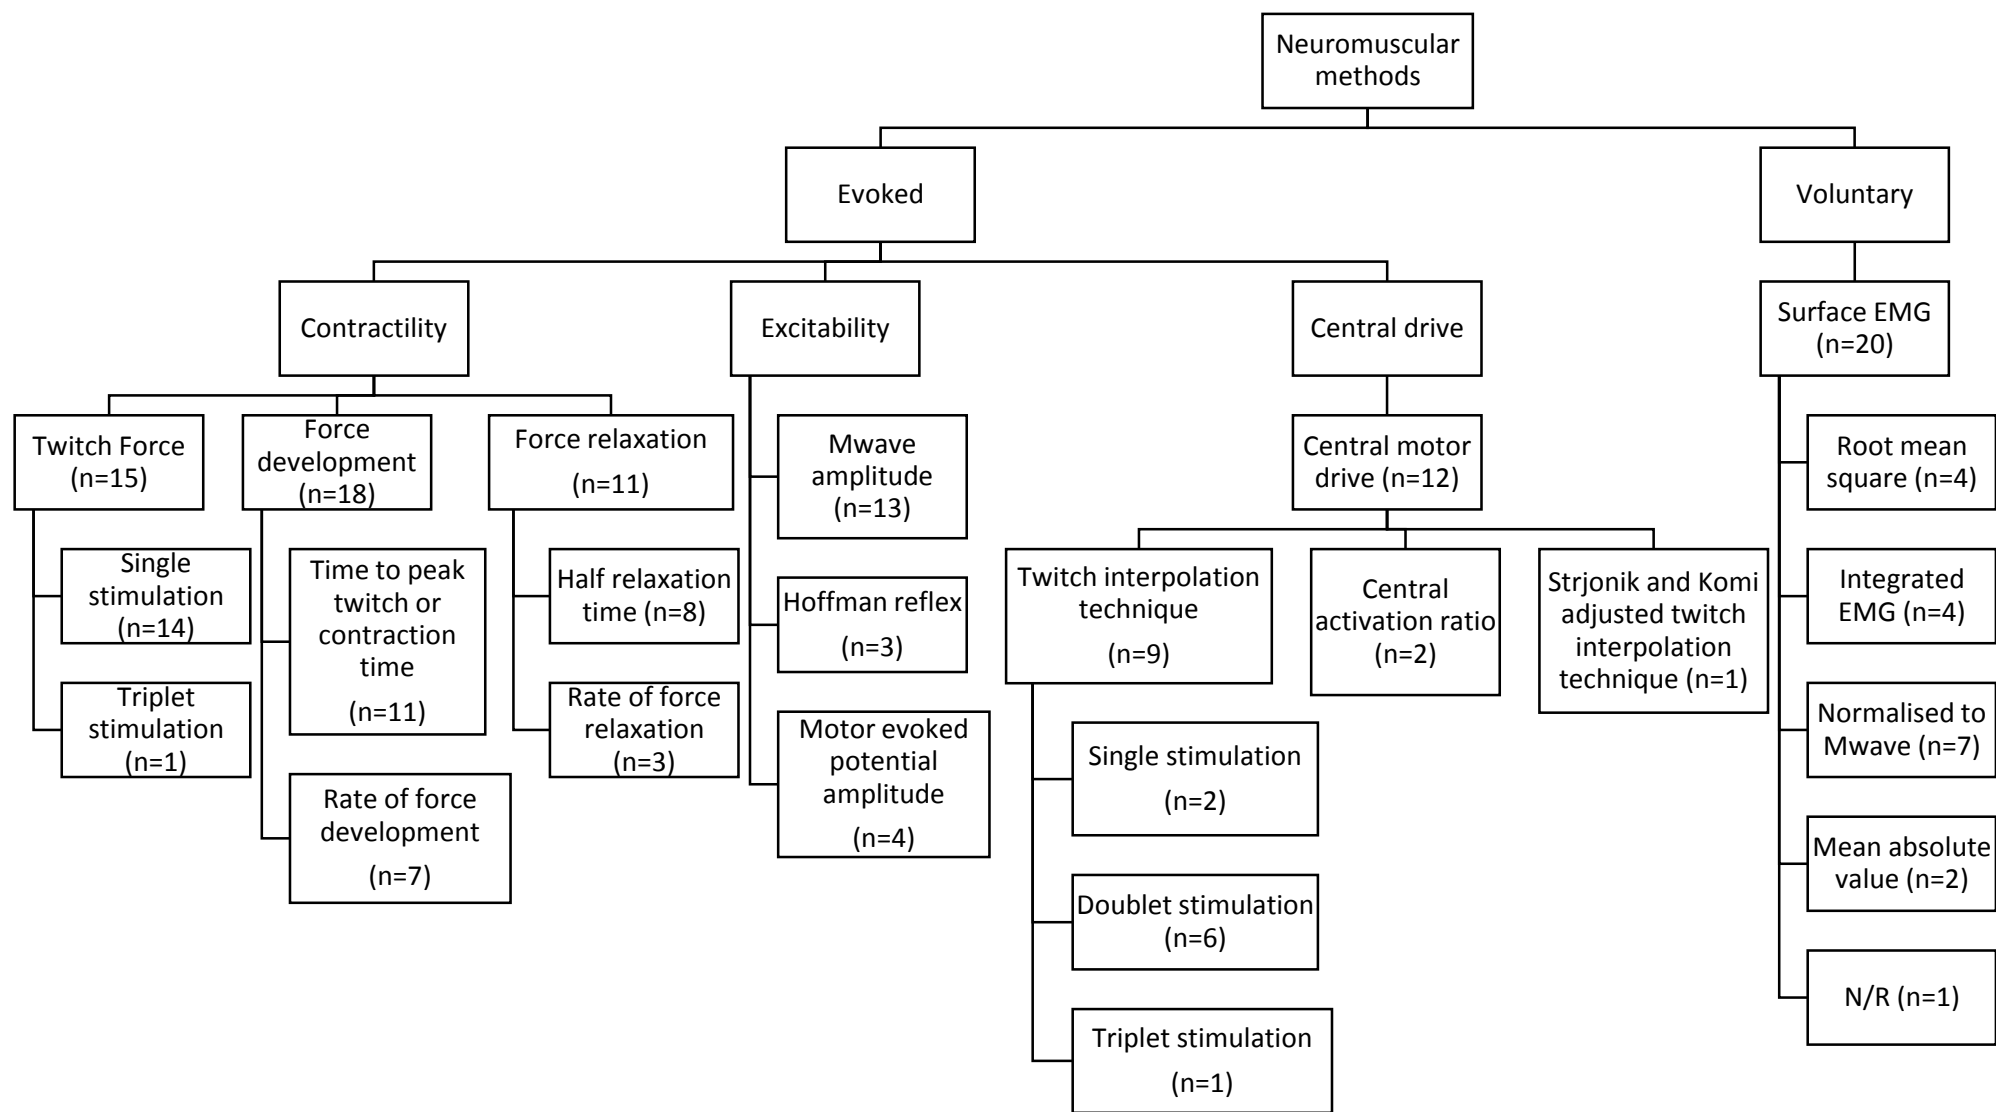 Neuromuscular
methods
Evoked
Voluntary
Contractility
Excitability
Central drive
Surface EMG
(n=20)
Twitch Force
(n=15)
Force
development
(n=18)
Force relaxation
(n=11)
Mwave
amplitude
(n=13)
Central motor
drive (n=12)
Root mean
square (n=4)
Single
stimulation
(n=14)
Time to peak
twitch or
contraction
time
(n=11)
Half relaxation
time (n=8)
Hoffman reflex
(n=3)
Twitch interpolation
technique
(n=9)
Central
activation ratio
(n=2)
Strjonik and Komi
adjusted twitch
interpolation
technique (n=1)
Integrated
EMG (n=4)
Triplet
stimulation
(n=1)
Rate of force
development
(n=7)
Rate of force
relaxation
(n=3)
Motor evoked
potential
amplitude
(n=4)
Single stimulation
(n=2)
Normalised to
Mwave (n=7)
Doublet stimulation
(n=6)
Mean absolute
value (n=2)
Triplet stimulation
(n=1)
N/R (n=1)